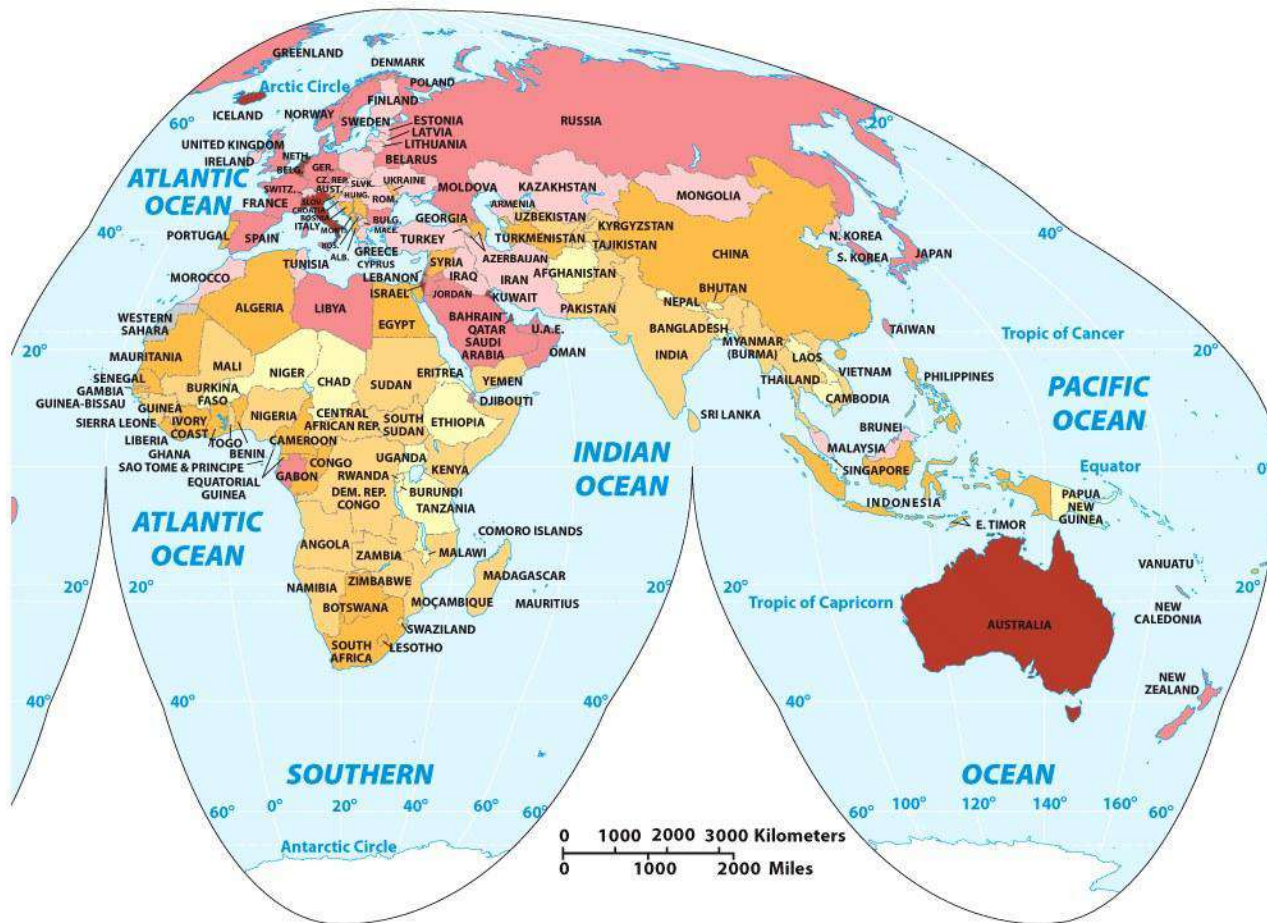 GREENLAND
DENMARK
Arctic Circle
POLAND
FINLAND
ICELAND
NORWAY
SWEDEN
ESTONIA
LATVIA
LITHUANIA
RUSSIA
60°
20°
UNITED KINGDOM
IRELAND
NETH.
BELG.
GER.
BELARUS
ATLANTIC
OCEAN
CZ. REP.
SLVK.
UKRAINE
SWITZ.
AUST.
HUNG.
MOLDOVA
KAZAKHSTAN
MONGOLIA
FRANCE
SLOV.
CROATIA
BOSNIA
ROM.
ARMENIA
ITALY
MONT.
BULG.
MACE.
GEORGIA
UZBEKISTAN
KYRGYZSTAN
40°
PORTUGAL
SPAIN
KOS.
ALB.
GREECE
TURKEY
TURKMENISTAN
TAJIKISTAN
N. KOREA
S. KOREA
JAPAN
40°
CHINA
TUNISIA
CYPRUS
SYRIA
AZERBAIJAN
MOROCCO
LEBANON
IRAQ
IRAN
AFGHANISTAN
ISRAEL
JORDAN
KUWAIT
BHUTAN
NEPAL
PAKISTAN
ALGERIA
LIBYA
EGYPT
BAHRAIN
QATAR
SAUDI
ARABIA
U.A.E.
OMAN
WESTERN
SAHARA
BANGLADESH
TAIWAN
Tropic of Cancer
INDIA
MYANMAR
(BURMA)
LAOS
20°
20°
MAURITANIA
MALI
NIGER
CHAD
SUDAN
ERITREA
YEMEN
THAILAND
VIETNAM
PHILIPPINES
PACIFIC
OCEAN
SENEGAL
GAMBIA
GUINEA-BISSAU
BURKINA
FASO
DJIBOUTI
CAMBODIA
GUINEA
NIGERIA
CENTRAL
AFRICAN REP.
SOUTH
SUDAN
ETHIOPIA
SRI LANKA
SIERRA LEONE
IVORY
COAST
LIBERIA
GHANA
TOGO
BENIN
CAMEROON
BRUNEI
MALAYSIA
SINGAPORE
INDIAN
OCEAN
SAO TOME & PRINCIPE
EQUATORIAL
GUINEA
GABON
CONGO
UGANDA
RWANDA
KENYA
Equator
0°
DEM. REP.
CONGO
BURUNDI
TANZANIA
INDONESIA
PAPUA
NEW
GUINEA
E. TIMOR
ATLANTIC
OCEAN
COMORO ISLANDS
ANGOLA
ZAMBIA
MALAWI
VANUATU
20°
20°
NAMIBIA
ZIMBABWE
MADAGASCAR
20°
20°
20°
BOTSWANA
MOÇAMBIQUE
MAURITIUS
Tropic of Capricorn
NEW
CALEDONIA
SWAZILAND
AUSTRALIA
SOUTH
AFRICA
LESOTHO
NEW
ZEALAND
40°
40°
40°
40°
40°
SOUTHERN
OCEAN
60°
0°
20°
40°
60°
60°
60°
100°
120°
140°
160°
60°
Antarctic Circle
0 1000 2000 3000 Kilometers
0 1000 2000 Miles